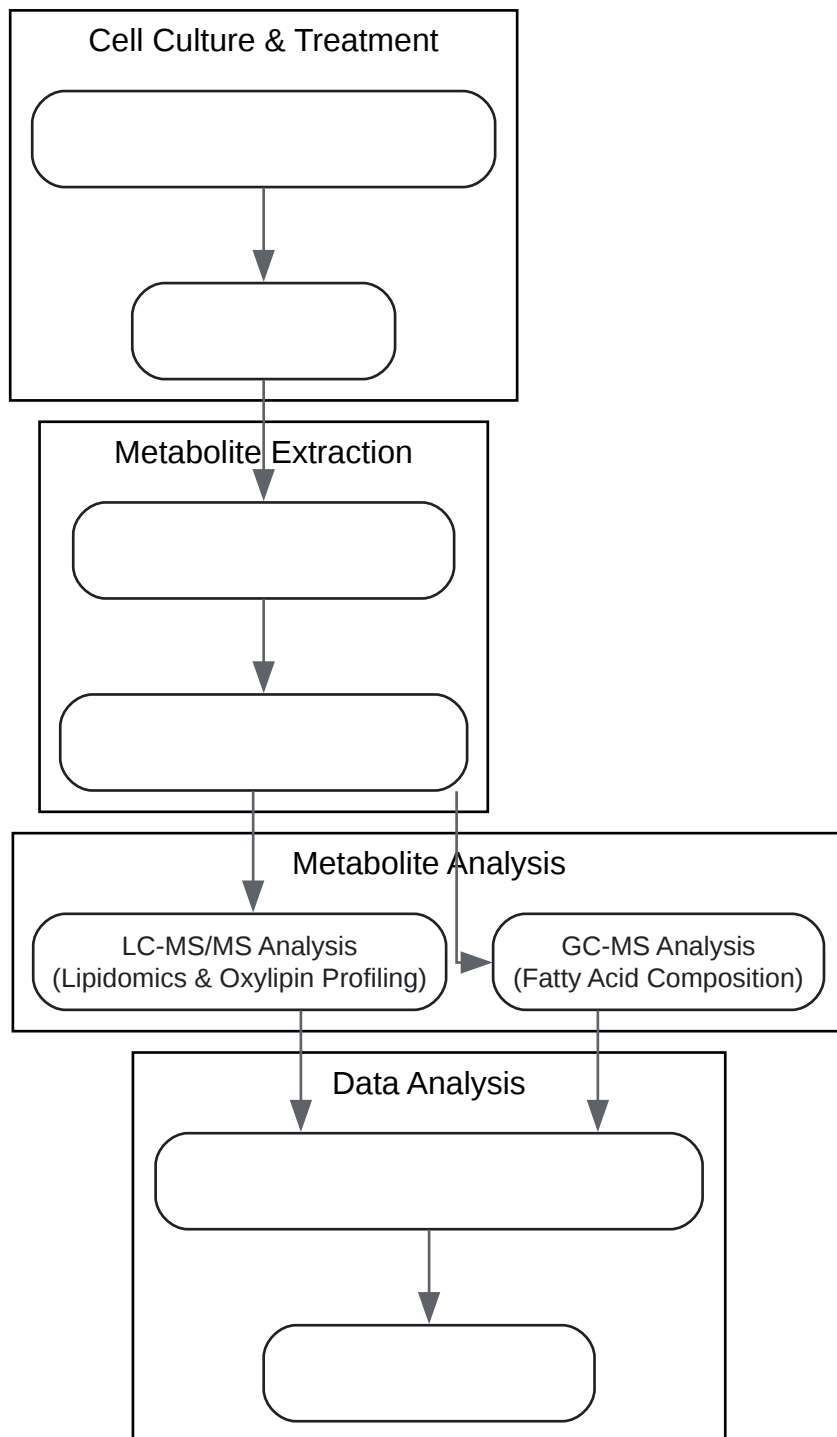 Cell Culture & Treatment
Metabolite Extraction
Metabolite Analysis
LC-MS/MS Analysis
(Lipidomics & Oxylipin Profiling)
GC-MS Analysis
(Fatty Acid Composition)
Data Analysis